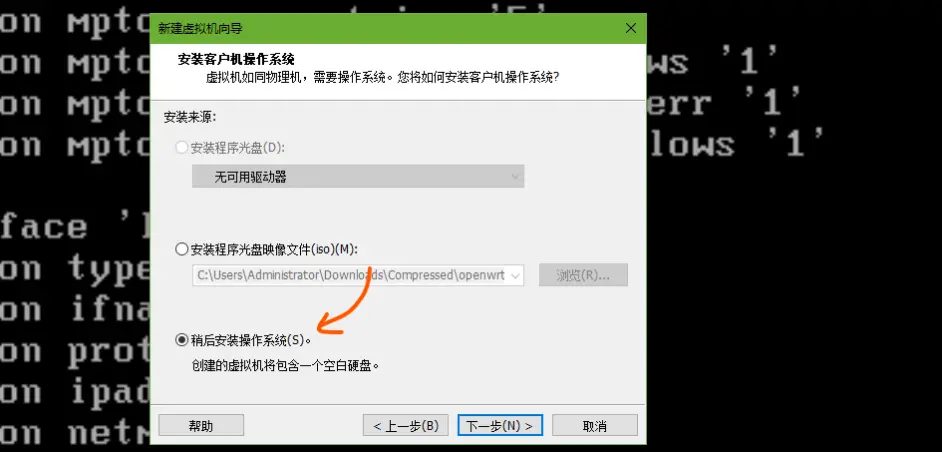 on mptc
新建虚拟机向导
安装客户机操作系统
虚拟机如同物理机，需要操作系统。您将如何安装客户机操作系统?
on mptc
ws '1'
on mptc
err '1'
on mptc
lows '1'
安装来源:
安装程序光盘(D):
无可用驱动器
face '
安装程序光盘映像文件(iso)(M):
on type
C:\Users\Administrator\Downloads\Compressed\openwrt
浏览(R)...
on ifna
稍后安装操作系统(S)。
on prot
创建的虚拟机将包含一个空白硬盘。
on ipad
on netm
帮助
< 上一步(B)
下一步(N) >
取消